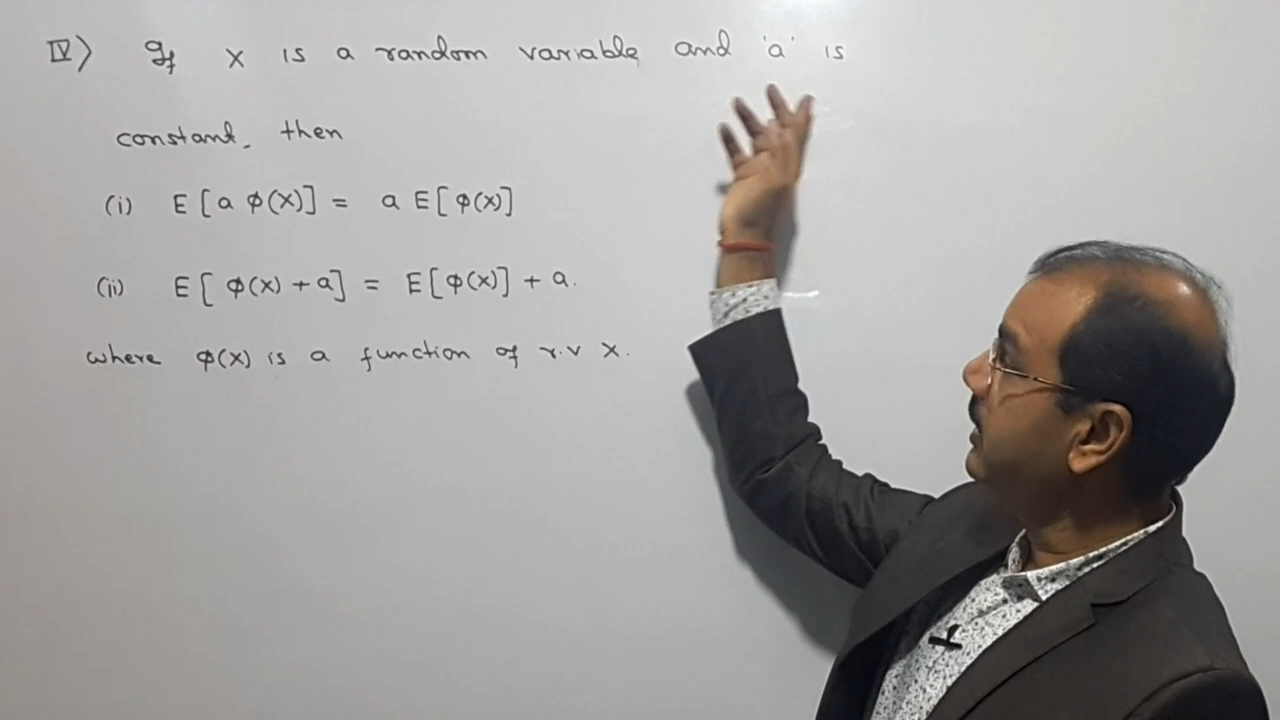 IV) If X is a random variable and 'a' is
constant, then
(i) E[a φ(X)] = a E[φ(X)]
(ii) E[φ(X) + a] = E[φ(X)] + a.
where φ(X) is a function of r.v X.